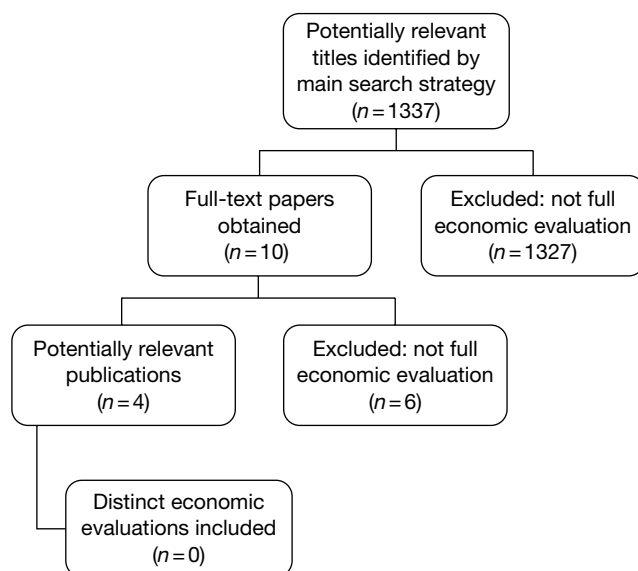 Potentially relevant
titles identified by
main search strategy
(n=1337)
Full-text papers
obtained
(n=10)
Excluded: not full
economic evaluation
(n=1327)
Potentially relevant
publications
(n=4)
Excluded: not full
economic evaluation
(n=6)
Distinct economic
evaluations included
(n=0)